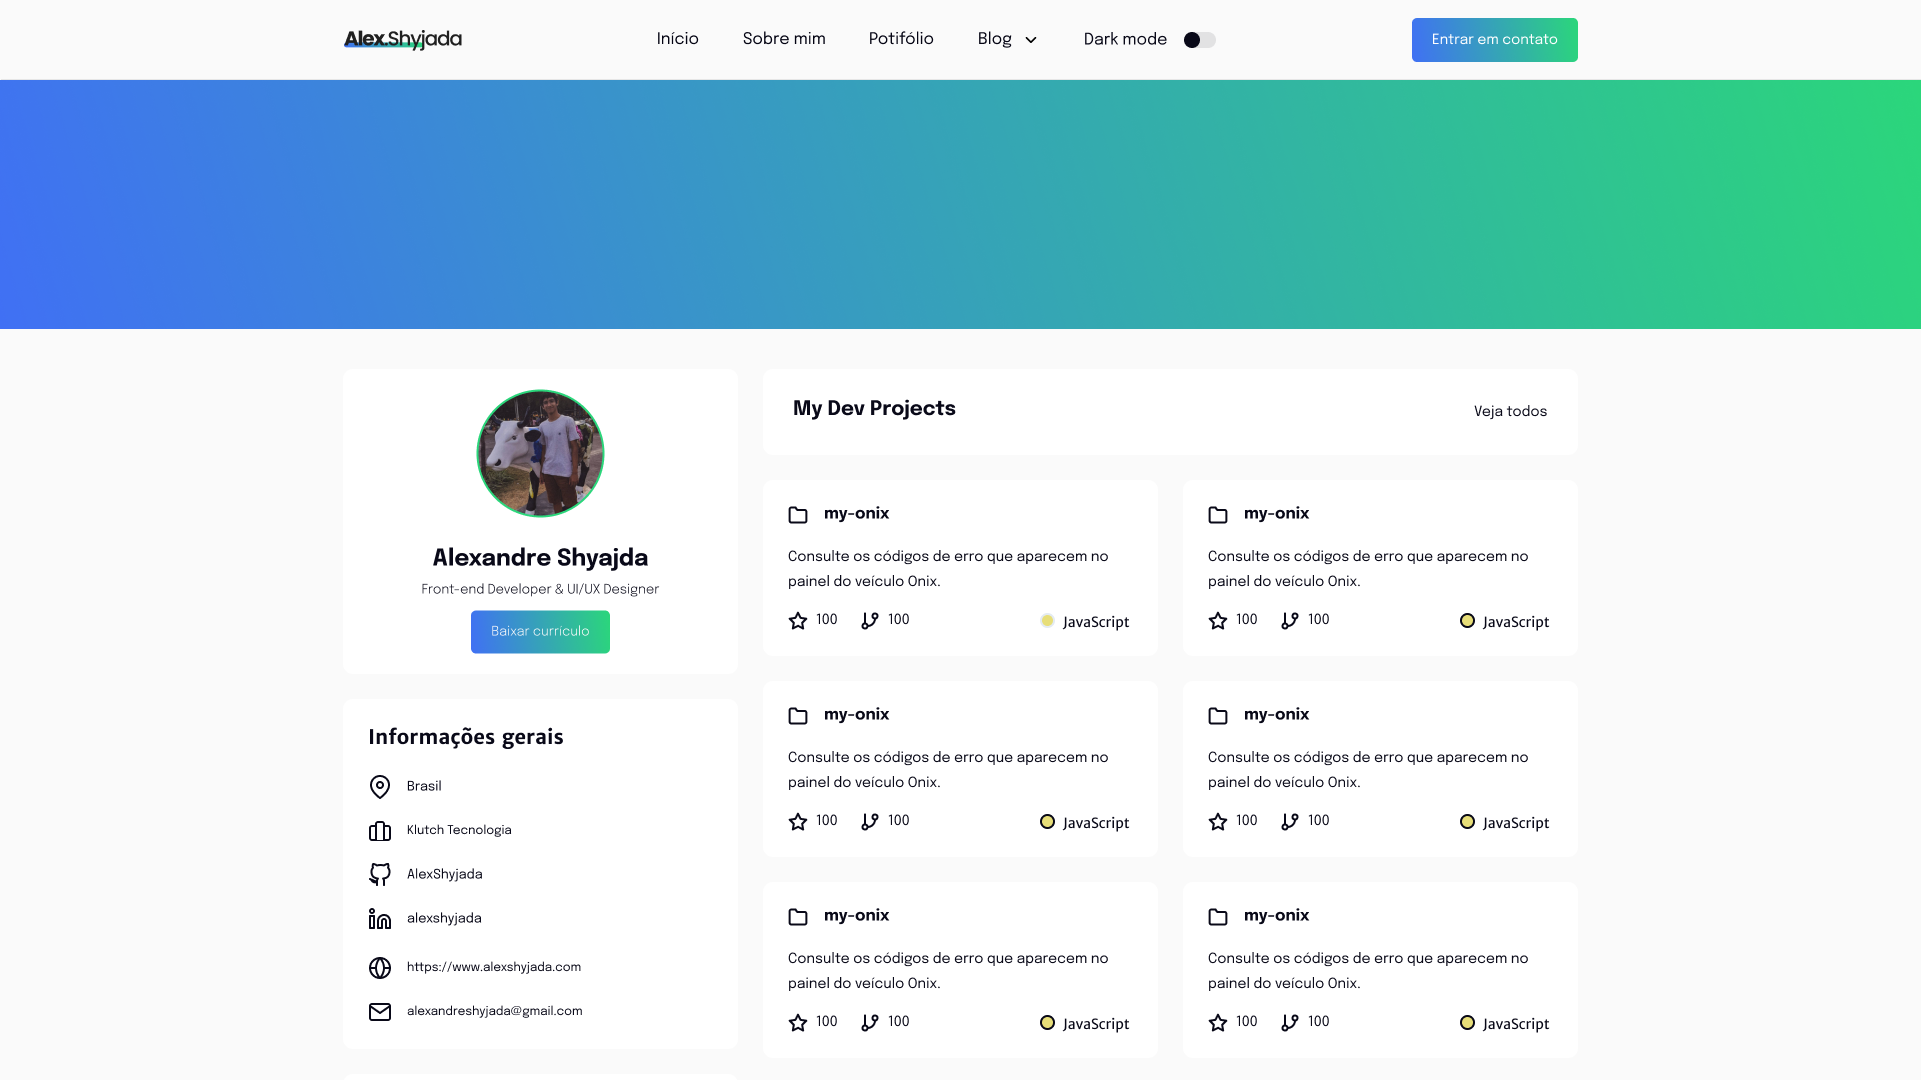 Alex.Shyjada
Início
Sobre mim
Potifólio
Blog
Dark mode
Entrar em contato
Alexandre Shyajda
Front-end Developer & UI/UX Designer
Baixar currículo
Informações gerais
Brasil
Klutch Tecnologia
AlexShyjada
alexshyjada
https://www.alexshyjada.com
alexandreshyjada@gmail.com
My Dev Projects
Veja todos
my-onix
Consulte os códigos de erro que aparecem no
painel do veículo Onix.
100 100 JavaScript
my-onix
Consulte os códigos de erro que aparecem no
painel do veículo Onix.
100 100 JavaScript
my-onix
Consulte os códigos de erro que aparecem no
painel do veículo Onix.
100 100 JavaScript
my-onix
Consulte os códigos de erro que aparecem no
painel do veículo Onix.
100 100 JavaScript
my-onix
Consulte os códigos de erro que aparecem no
painel do veículo Onix.
100 100 JavaScript
my-onix
Consulte os códigos de erro que aparecem no
painel do veículo Onix.
100 100 JavaScript